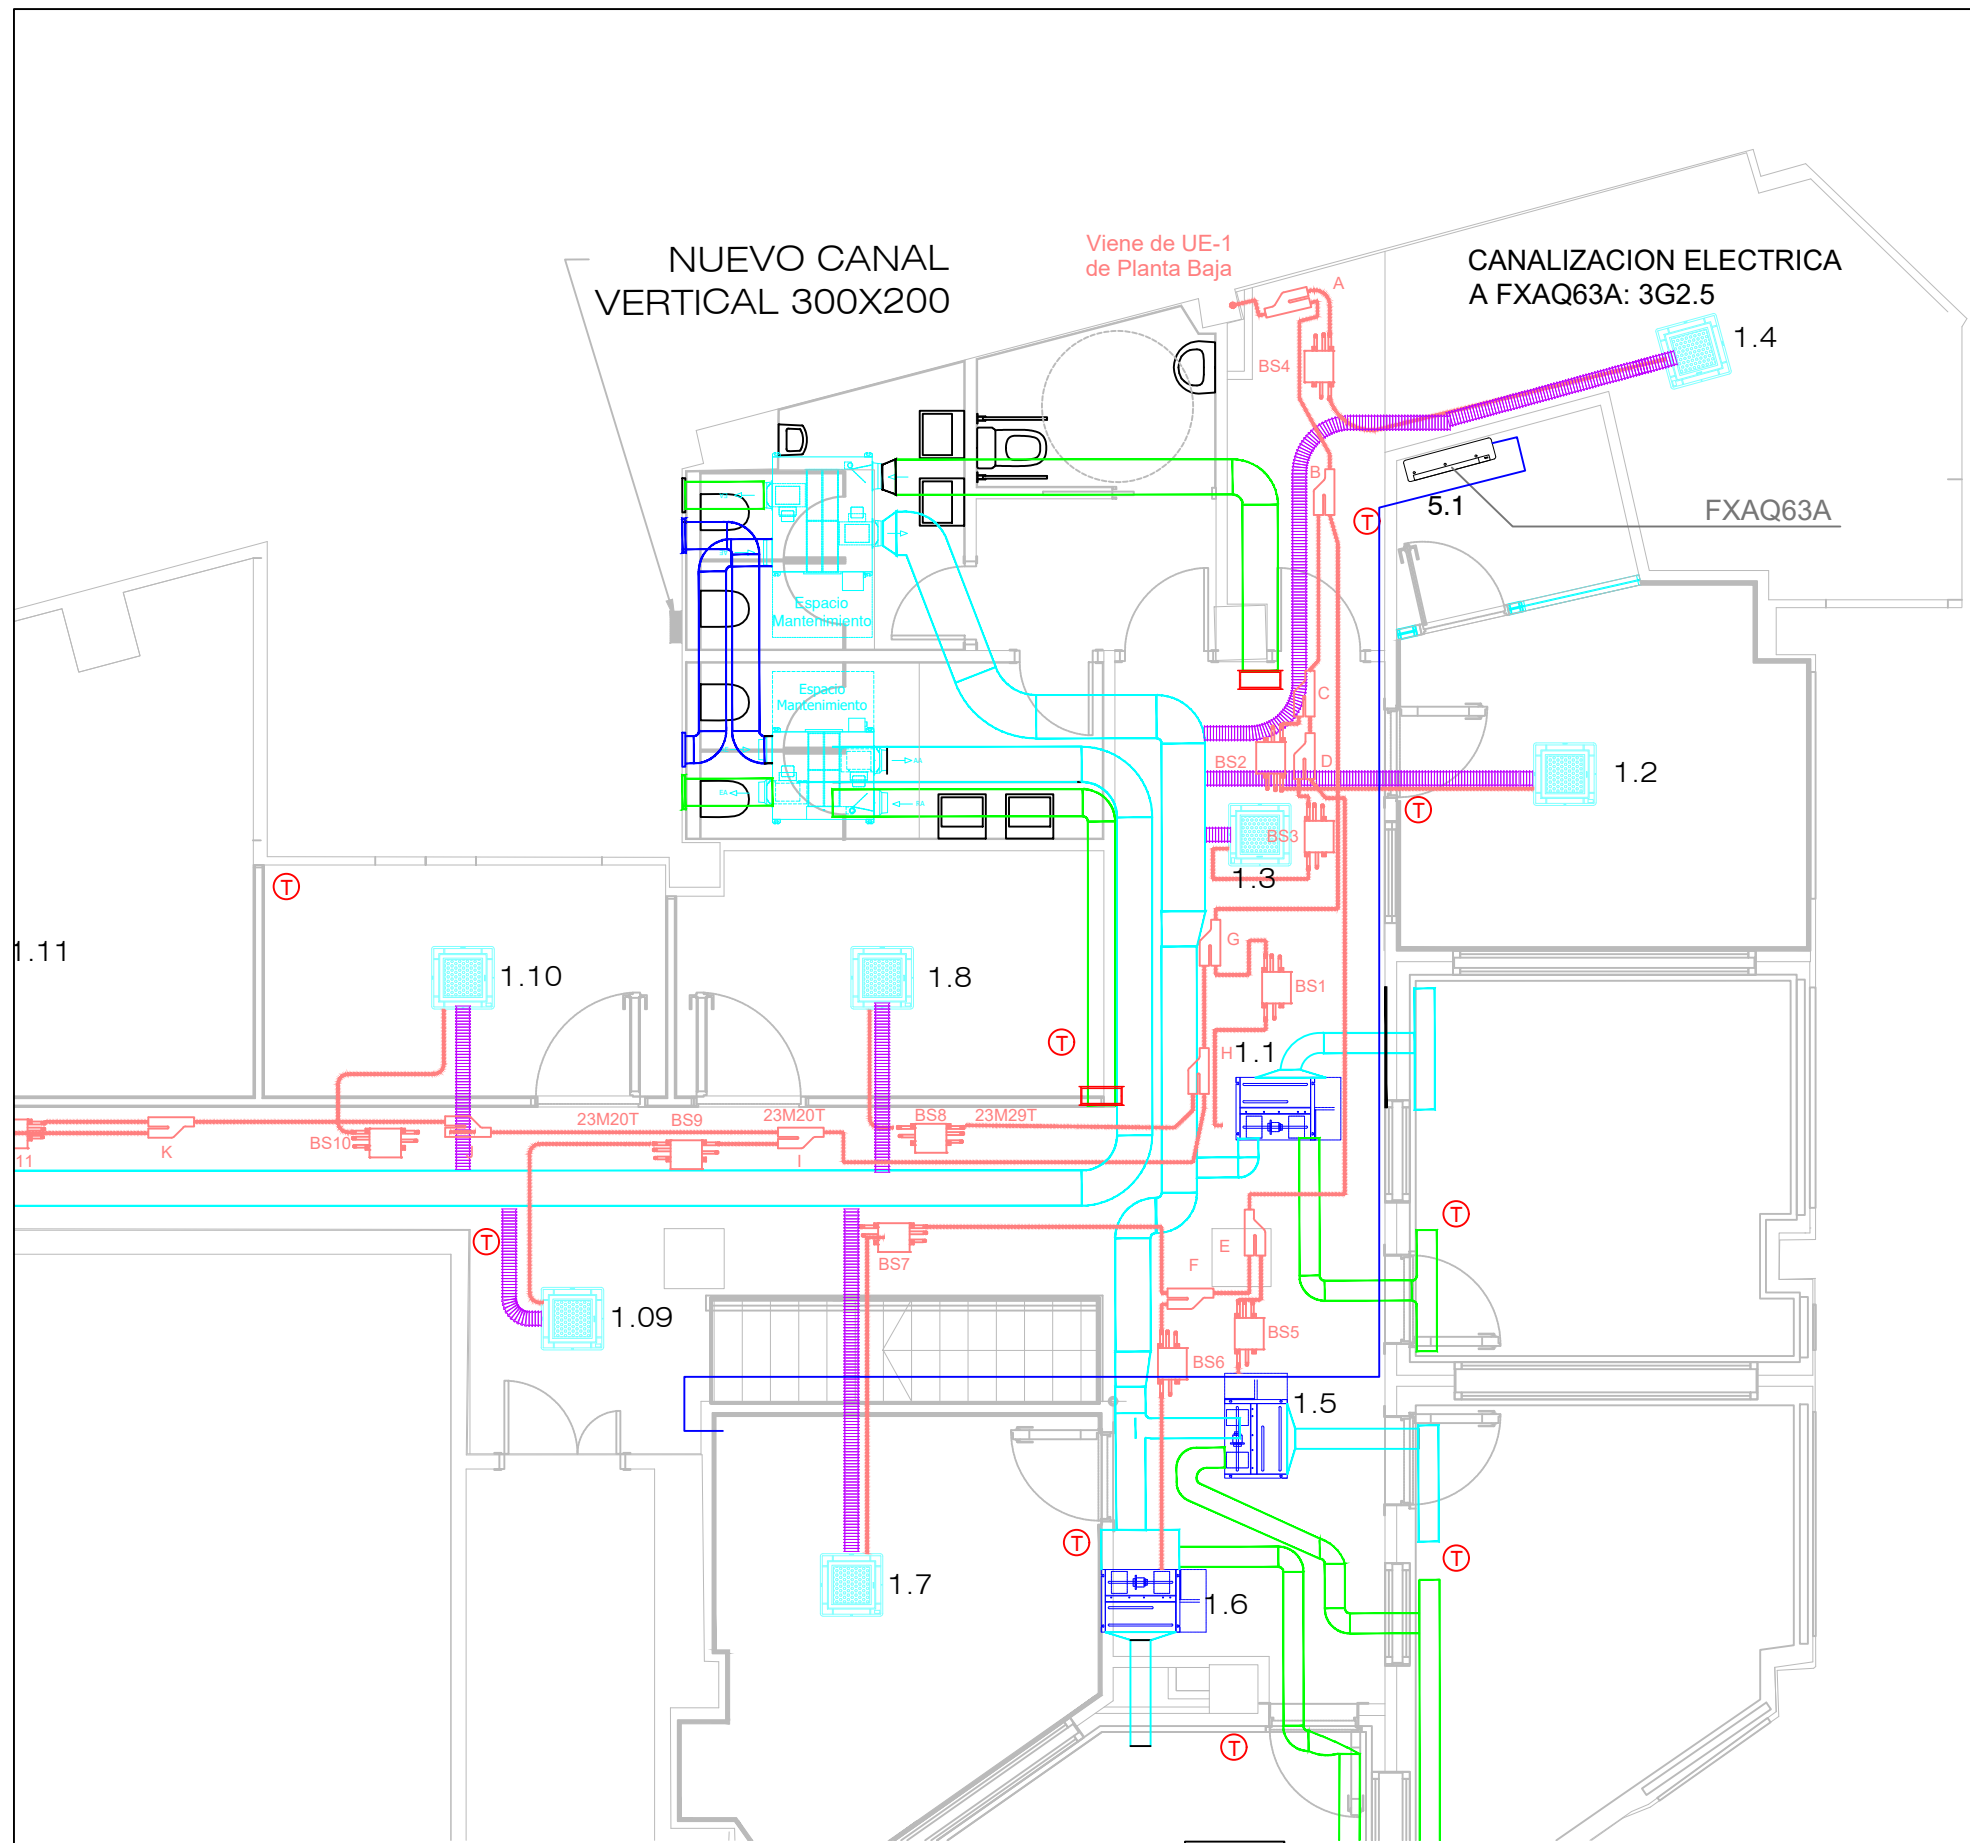 NUEVO CANAL
VERTICAL 300X200
Viene de UE-1
de Planta Baja
CANALIZACION ELECTRICA
A FXAQ63A: 3G2.5
A
1.4
BS4
B
5.1
FXAQ63A
T
Espacio
Mantenimiento
Espacio
Mantenimiento
C
BS2
D
1.2
T
BS3
1.3
T
1.11
1.10
1.8
G
BS1
T
H
1.1
23M20T
BS9
23M20T
BS8
23M29T
BS10
K
I
11
T
T
BS7
E
F
1.09
BS5
BS6
1.5
T
T
1.7
1.6
T